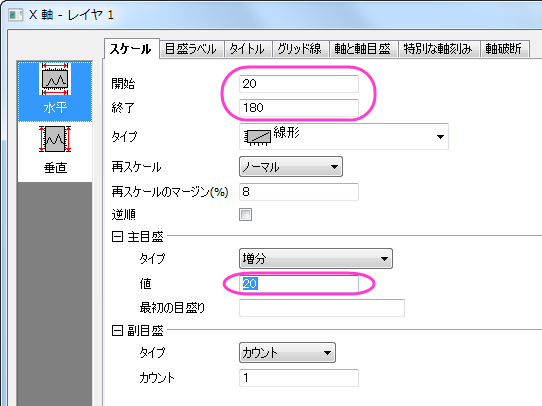 X 軸 - レイヤ 1
スケール 目盛ラベル タイトル グリッド線 軸と軸目盛 特別な軸刻み 軸破断
水平
垂直
開始 20
終了 180
タイプ 線形
再スケール ノーマル
再スケールのマージン(%) 8
逆順
主目盛
タイプ 増分
値 20
最初の目盛り
副目盛
タイプ カウント
カウント 1